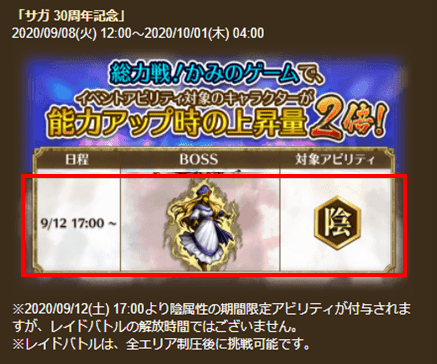 「サガ 30周年記念」
2020/09/08(火) 12:00～2020/10/01(木) 04:00
総力戦！かみのゲームで、
イベントアビリティ対象のキャラクターが
能力アップ時の上昇量2倍！
日程 BOSS 対象アビリティ
9/12 17:00 ~ 陰
※2020/09/12(土) 17:00より陰属性の期間限定アビリティが付与されま
すが、レイドバトルの解放時間ではございません。
※レイドバトルは、全エリア制圧後に挑戦可能です。